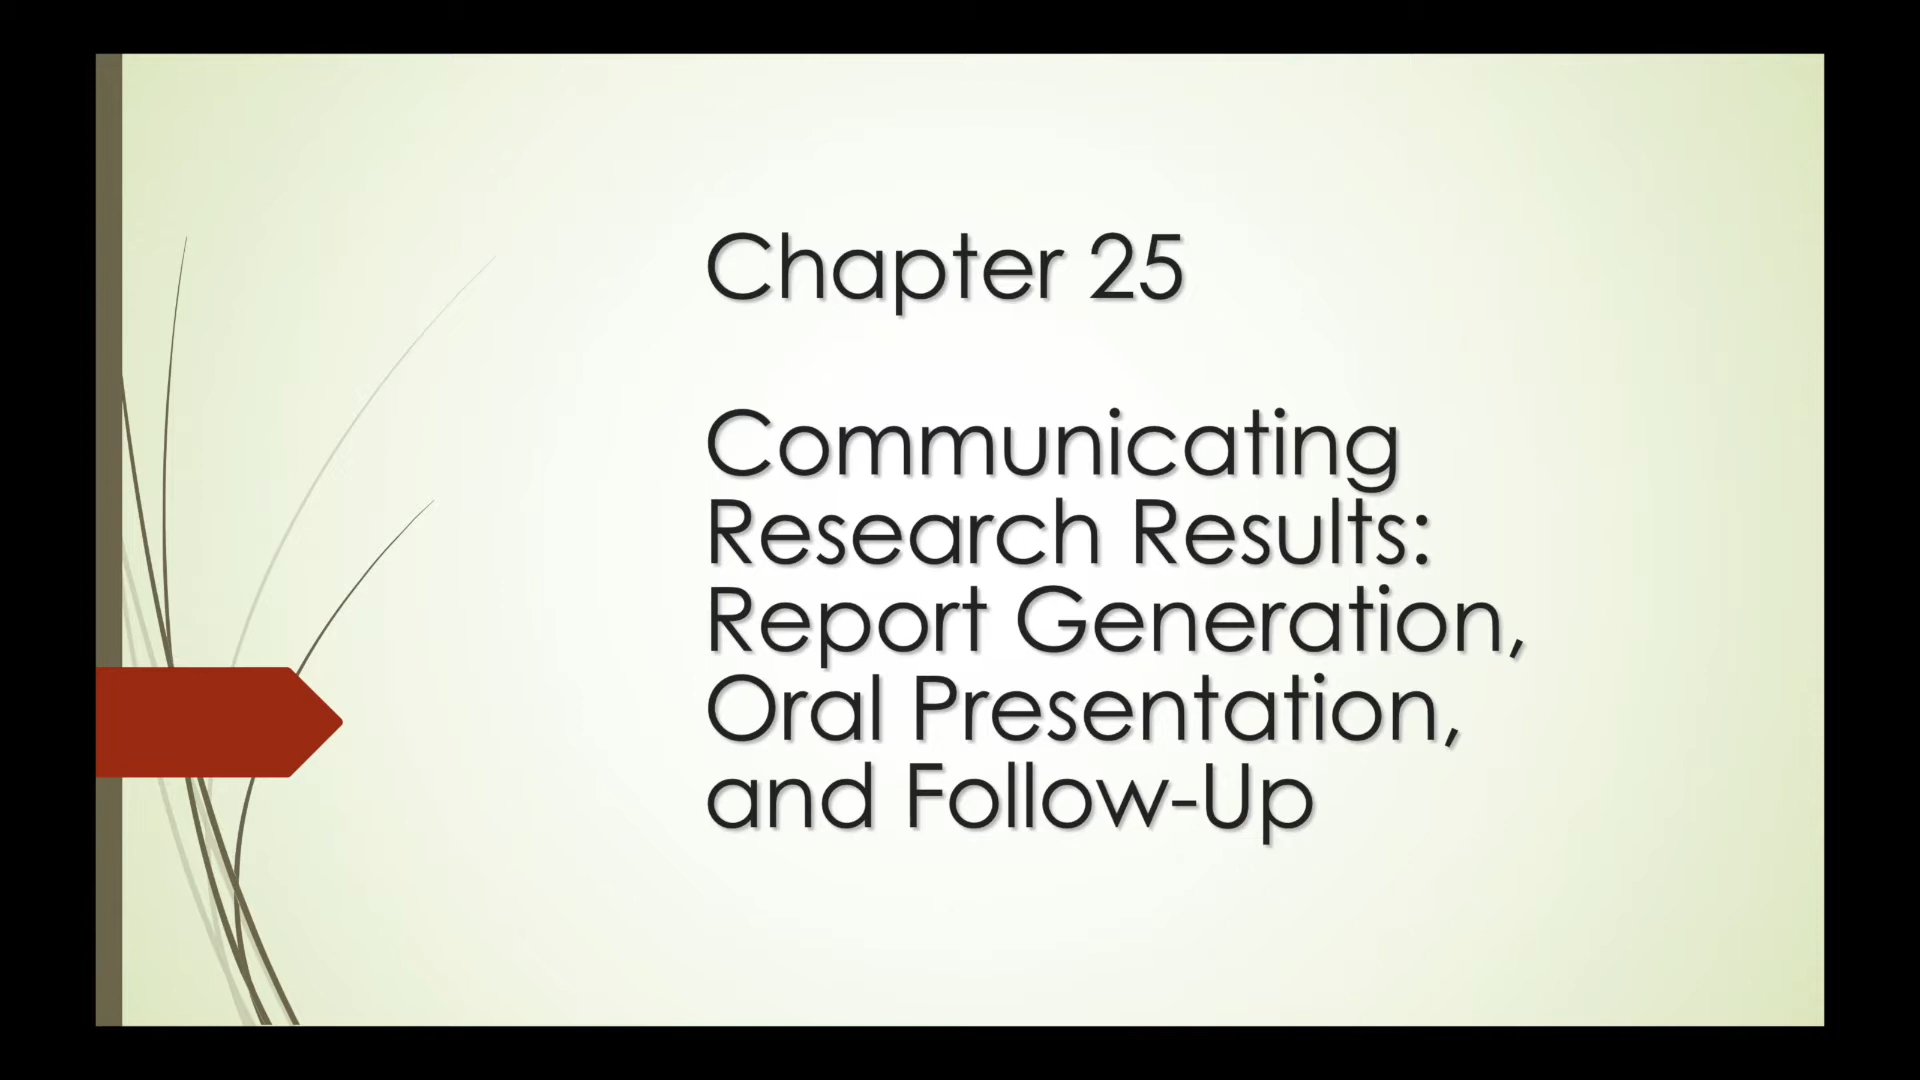 Chapter 25
Communicating
Research Results:
Report Generation,
Oral Presentation,
and Follow-Up